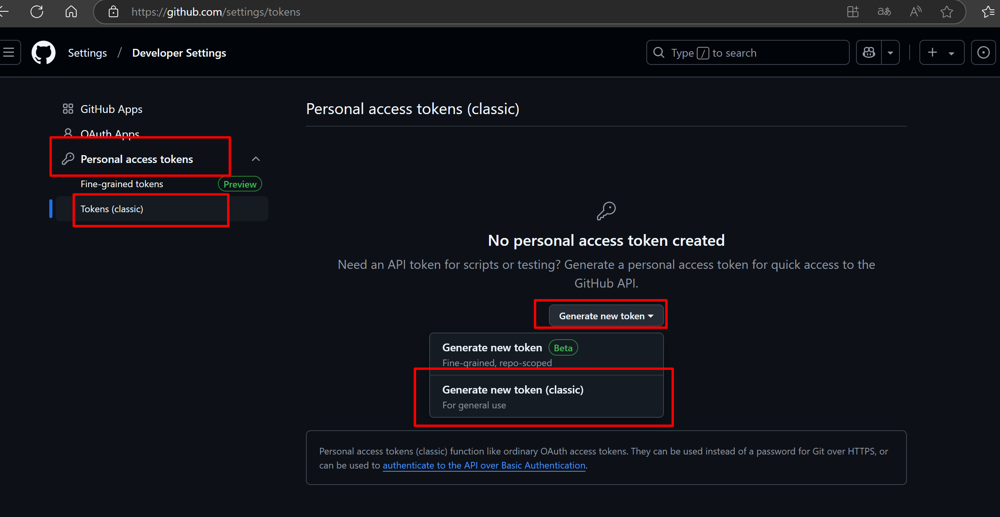 https://github.com/settings/tokens
Settings / Developer Settings
Type / to search
GitHub Apps
OAuth Apps
Personal access tokens
Fine-grained tokens Preview
Tokens (classic)
Personal access tokens (classic)
No personal access token created
Need an API token for scripts or testing? Generate a personal access token for quick access to the
GitHub API.
Generate new token
Generate new token Beta
Fine-grained, repo-scoped
Generate new token (classic)
For general use
Personal access tokens (classic) function like ordinary OAuth access tokens. They can be used instead of a password for Git over HTTPS, or
can be used to authenticate to the API over Basic Authentication.